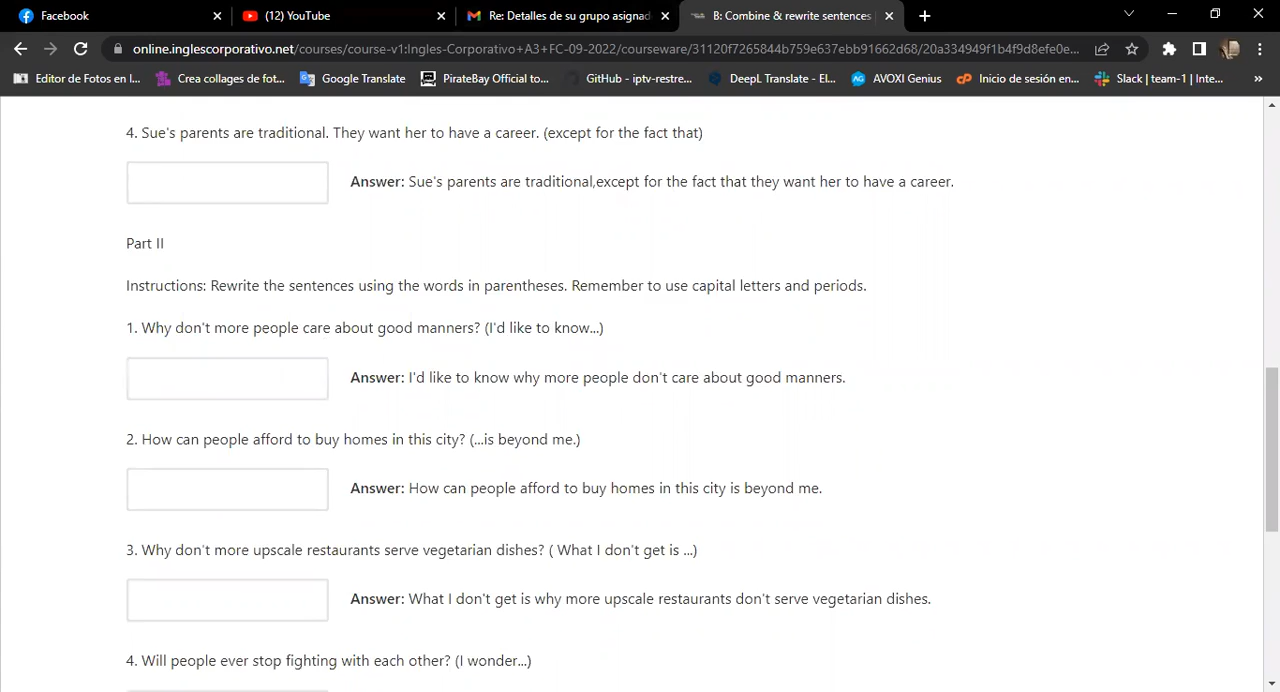 Facebook
(12) YouTube
Re: Detalles de su grupo asignad
B: Combine & rewrite sentences
online.inglescorporativo.net/courses/course-v1:Ingles-Corporativo+A3+FC-09-2022/courseware/31120f7265844b759e637ebb91662d68/20a334949f1b4f9d8efe0e...
Editor de Fotos en l...
Crea collages de fot...
Google Translate
PirateBay Official to...
GitHub - iptv-restre...
DeepL Translate - El...
AVOXI Genius
Inicio de sesión en...
Slack | team-1 | Inte...
»
4. Sue's parents are traditional. They want her to have a career. (except for the fact that)
Answer: Sue's parents are traditional,except for the fact that they want her to have a career.
Part II
Instructions: Rewrite the sentences using the words in parentheses. Remember to use capital letters and periods.
1. Why don't more people care about good manners? (I'd like to know...)
Answer: I'd like to know why more people don't care about good manners.
2. How can people afford to buy homes in this city? (...is beyond me.)
Answer: How can people afford to buy homes in this city is beyond me.
3. Why don't more upscale restaurants serve vegetarian dishes? ( What I don't get is ...)
Answer: What I don't get is why more upscale restaurants don't serve vegetarian dishes.
4. Will people ever stop fighting with each other? (I wonder...)